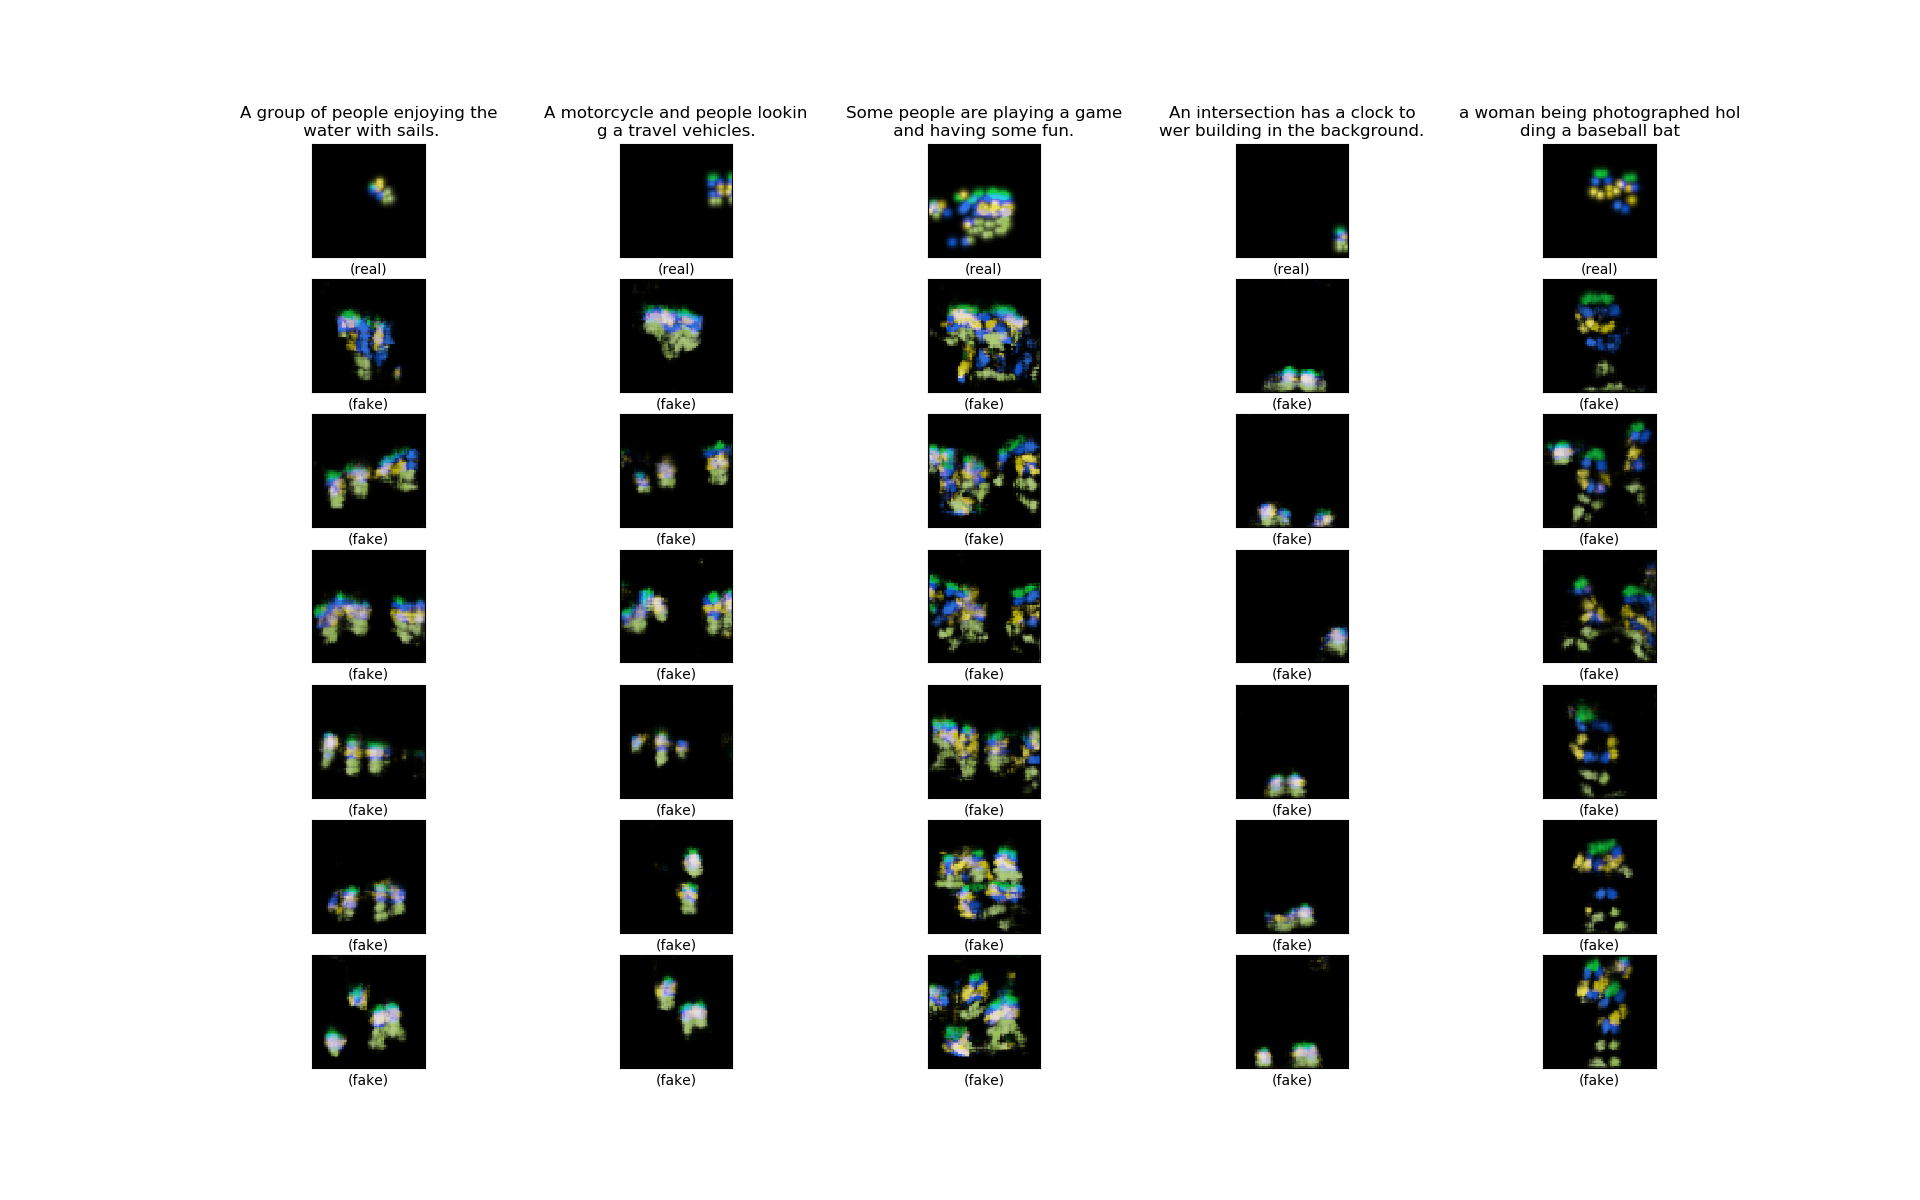 A group of people enjoying the
water with sails.
A motorcycle and people lookin
g a travel vehicles.
Some people are playing a game
and having some fun.
An intersection has a clock to
wer building in the background.
a woman being photographed hol
ding a baseball bat
(real) (real) (real) (real) (real)
(fake) (fake) (fake) (fake) (fake)
(fake) (fake) (fake) (fake) (fake)
(fake) (fake) (fake) (fake) (fake)
(fake) (fake) (fake) (fake) (fake)
(fake) (fake) (fake) (fake) (fake)
(fake) (fake) (fake) (fake) (fake)